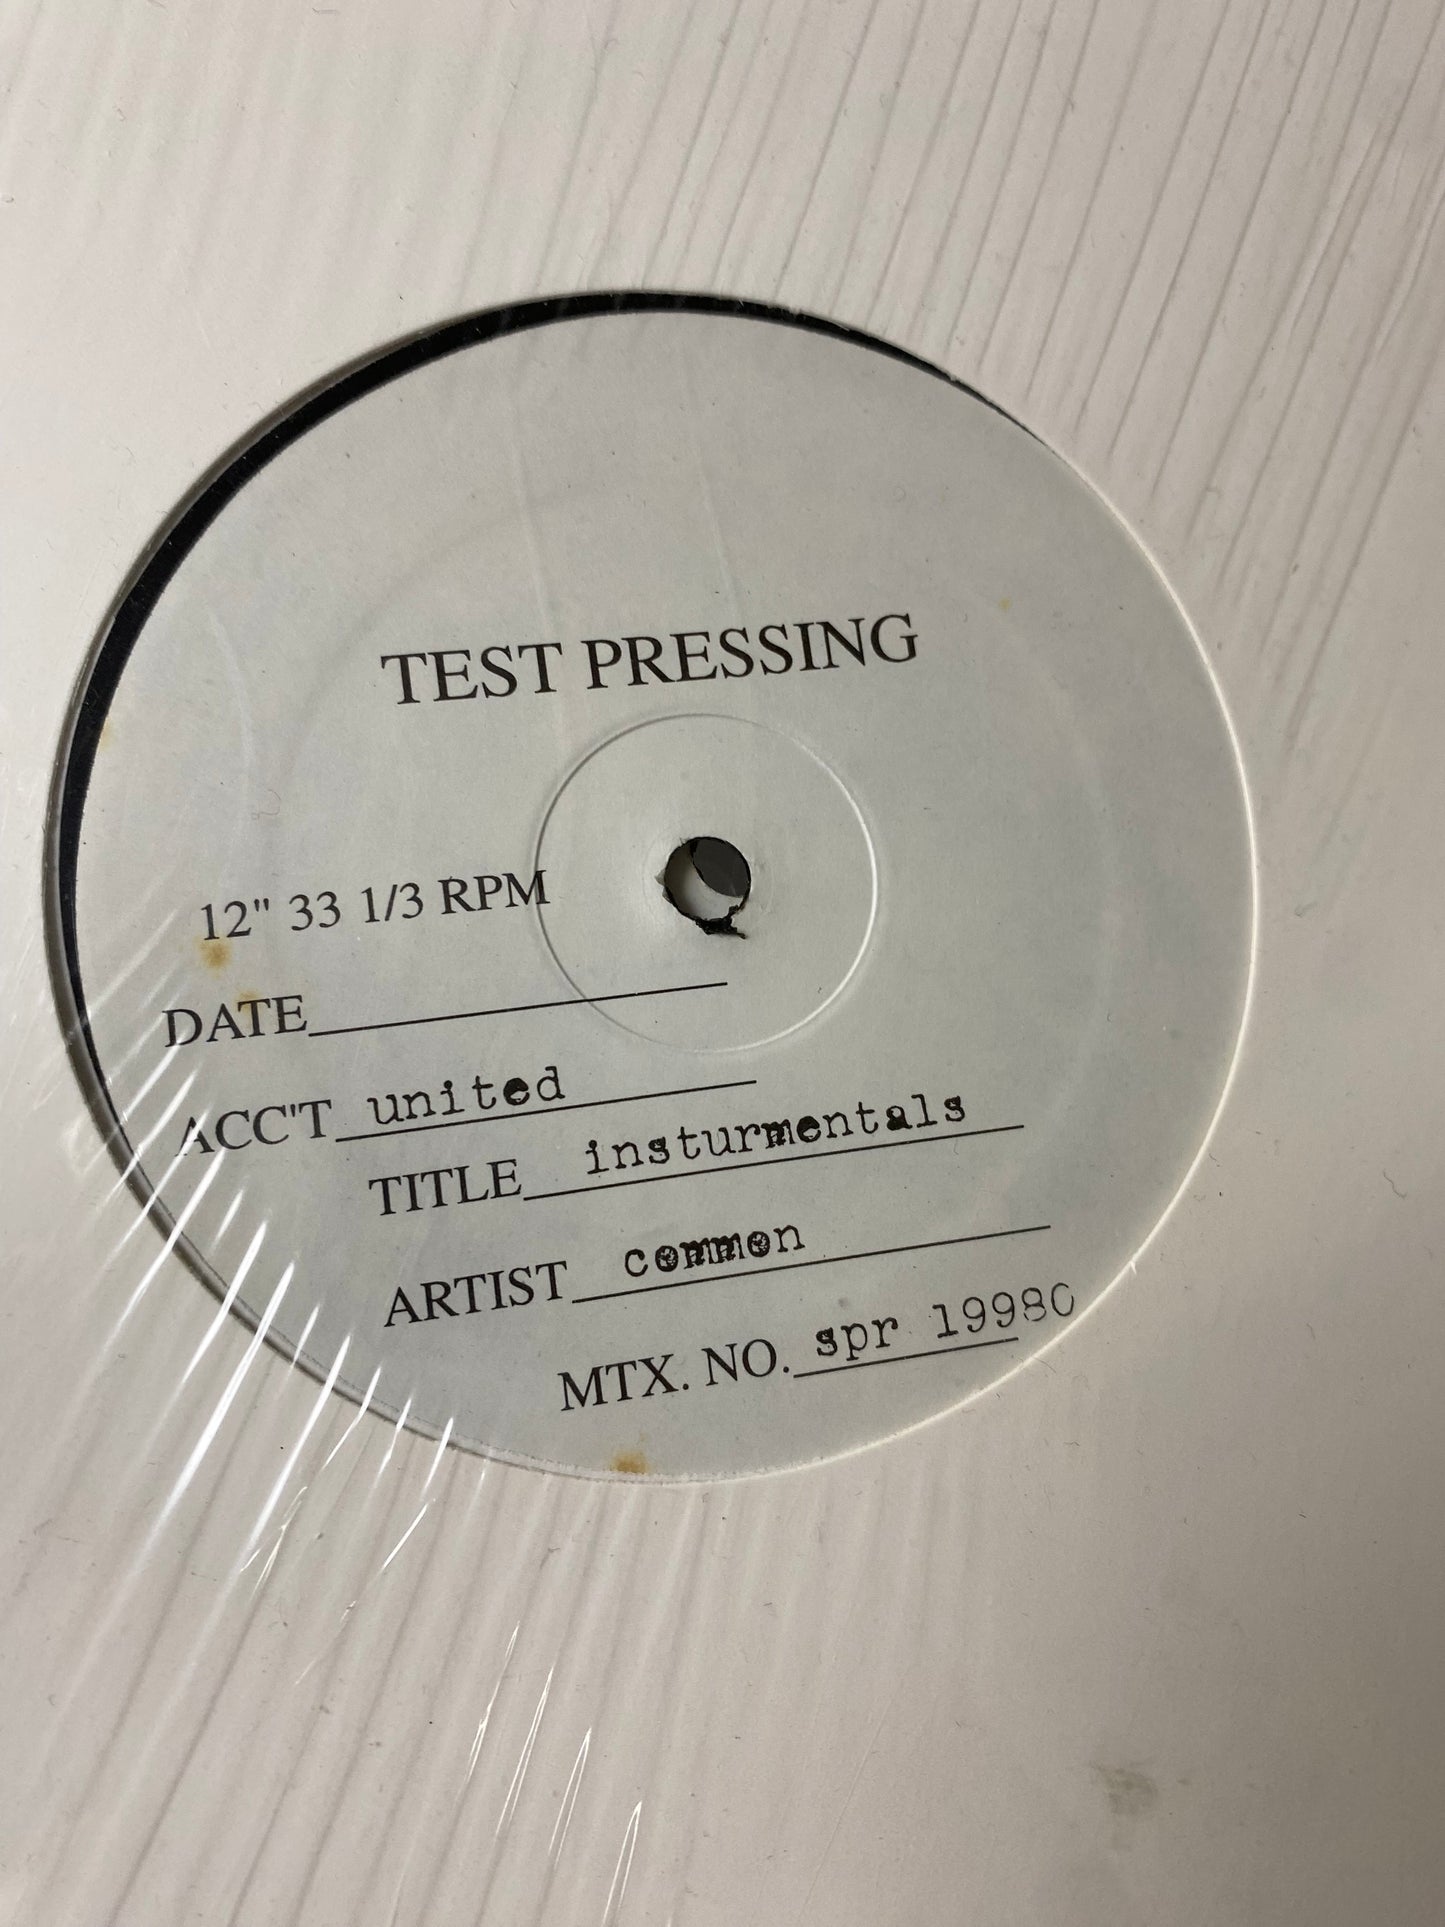 TEST PRESSING
12" 33 1/3 RPM
DATE
ACC'T united
TITLE insturmentals
ARTIST common
MTX. NO. spr 19980